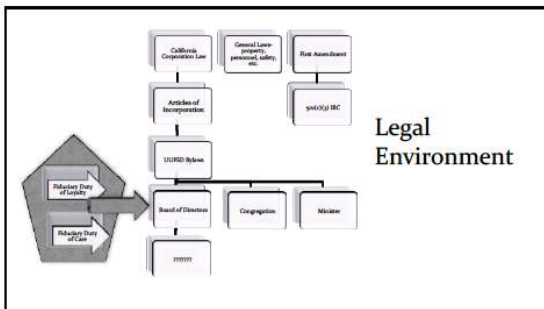 California
Corporation Law
General Laws-
property,
personnel, safety,
etc.
First Amendment
Articles of
Incorporation
501(c)(3) IRC
Legal
Environment
UUFSD Bylaws
Fiduciary Duty
of Loyalty
Board of Directors
Congregation
Minister
Fiduciary Duty
of Care
???????